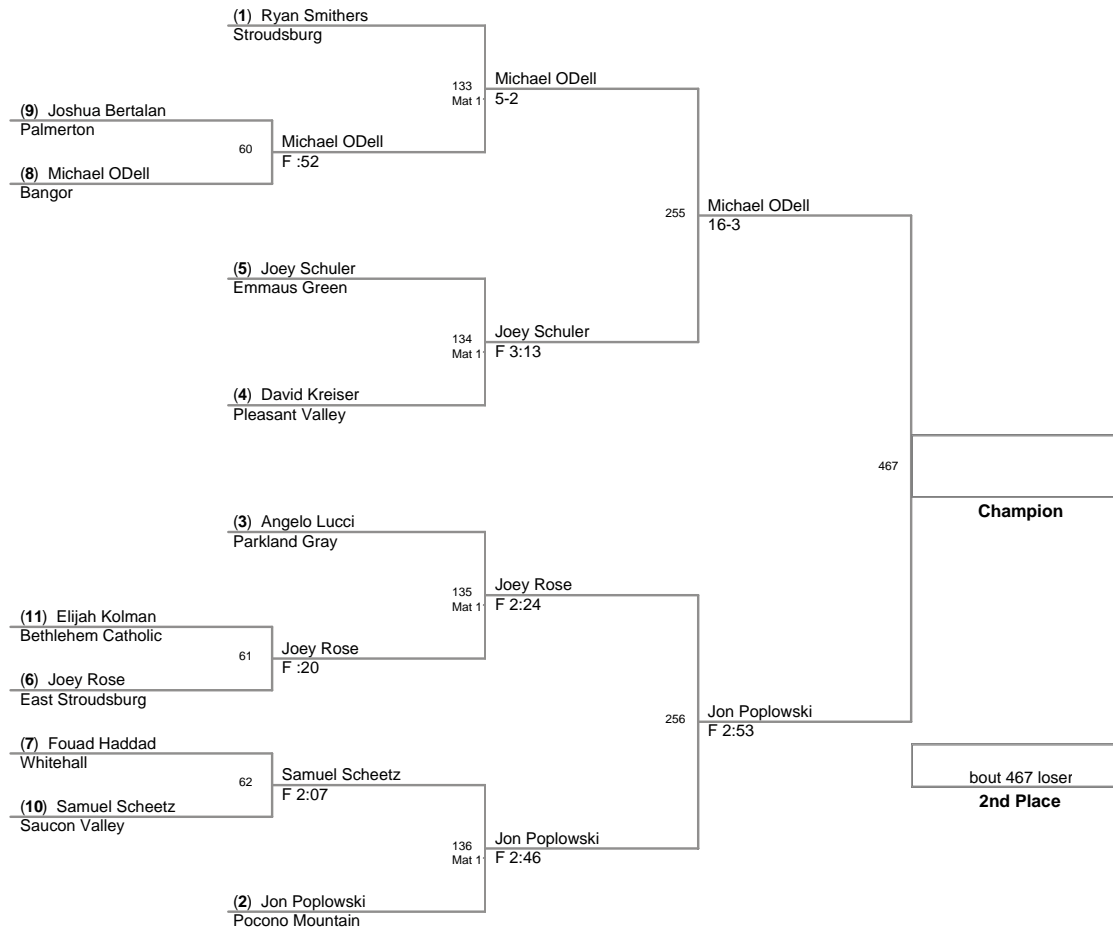 (1) Ryan Smithers
Stroudsburg
133
Mat 1
Michael ODell
5-2
(9) Joshua Bertalan
Palmerton
60
Michael ODell
F :52
(8) Michael ODell
Bangor
255
Michael ODell
16-3
(5) Joey Schuler
Emmaus Green
134
Mat 1
Joey Schuler
F 3:13
(4) David Kreiser
Pleasant Valley
467
Champion
(3) Angelo Lucci
Parkland Gray
135
Mat 1
Joey Rose
F 2:24
(11) Elijah Kolman
Bethlehem Catholic
61
Joey Rose
F :20
(6) Joey Rose
East Stroudsburg
256
Jon Poplowski
F 2:53
(7) Fouad Haddad
Whitehall
62
Samuel Scheetz
F 2:07
(10) Samuel Scheetz
Saucon Valley
bout 467 loser
2nd Place
136
Mat 1
Jon Poplowski
F 2:46
(2) Jon Poplowski
Pocono Mountain